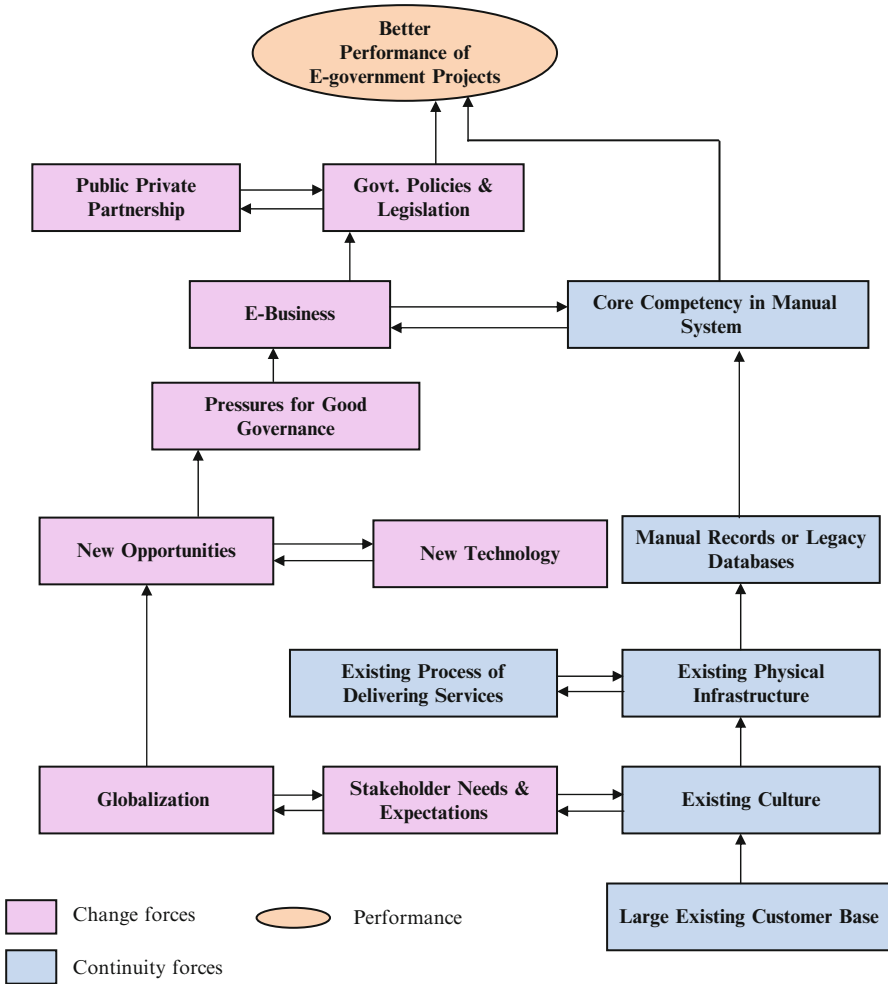 Better
Performance of
E-government Projects
Public Private
Partnership
Govt. Policies &
Legislation
E-Business
Core Competency in Manual
System
Pressures for Good
Governance
New Opportunities
New Technology
Manual Records or Legacy
Databases
Existing Process of
Delivering Services
Existing Physical
Infrastructure
Globalization
Stakeholder Needs &
Expectations
Existing Culture
Large Existing Customer Base
Change forces
Performance
Continuity forces